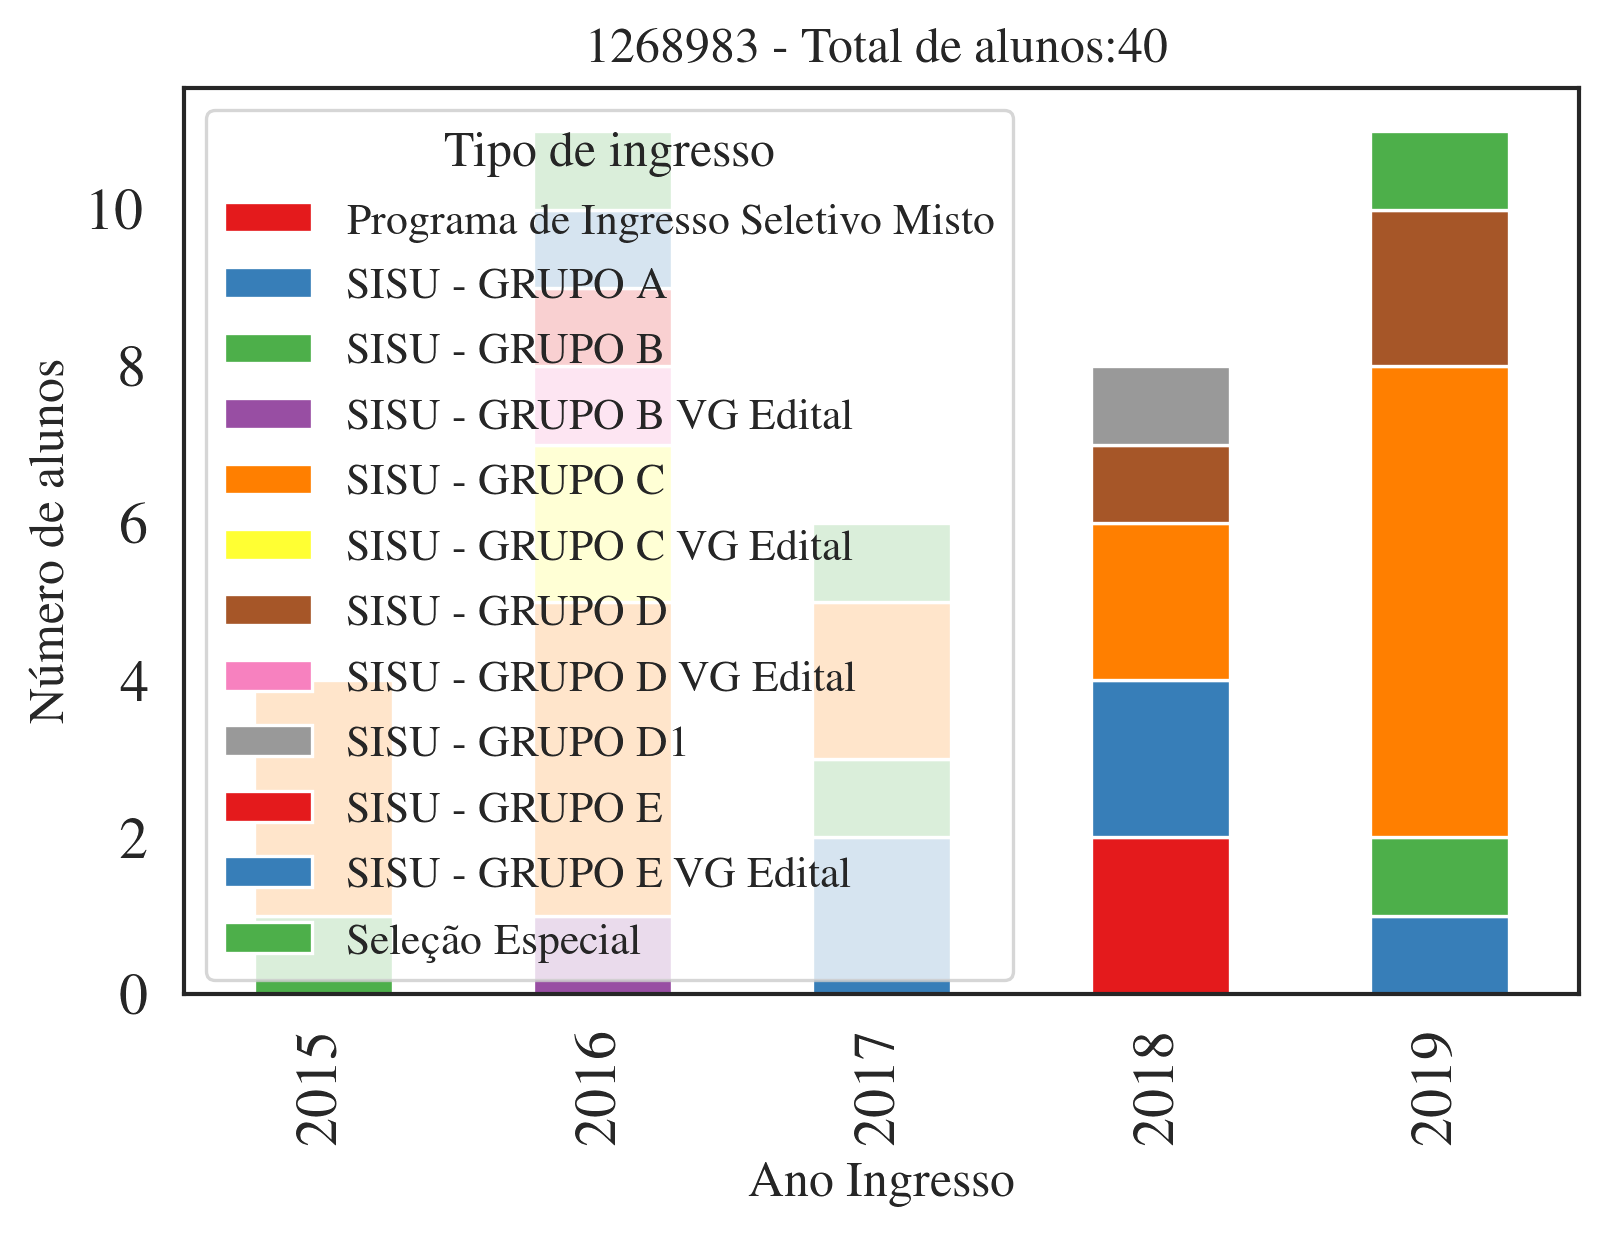 1268983 - Total de alunos:40
Tipo de ingresso
Programa de Ingresso Seletivo Misto
SISU - GRUPO A
SISU - GRUPO B
SISU - GRUPO B VG Edital
SISU - GRUPO C
SISU - GRUPO C VG Edital
SISU - GRUPO D
SISU - GRUPO D VG Edital
SISU - GRUPO D1
SISU - GRUPO E
SISU - GRUPO E VG Edital
Seleção Especial
Número de alunos
10
8
6
4
2
0
2015
2016
2017
2018
2019
Ano Ingresso